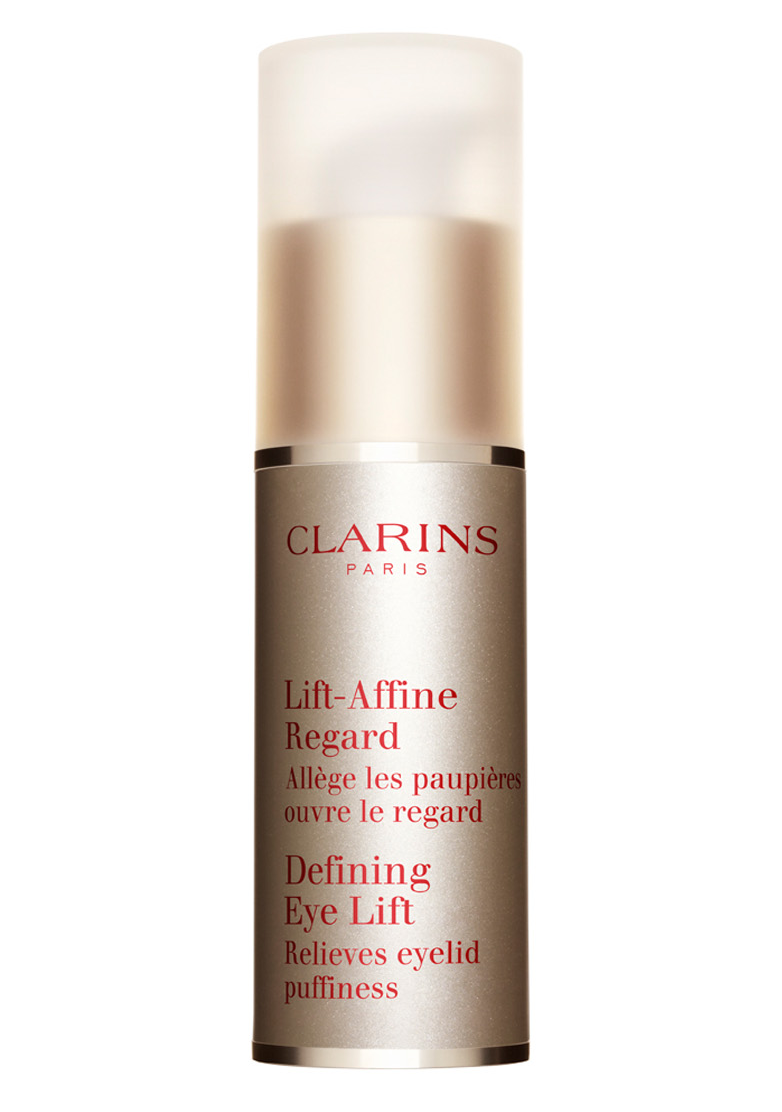 CLARINS
PARIS
Lift-Affine
Regard
Allège les paupières
ouvre le regard
Defining
Eye Lift
Relieves eyelid
puffiness